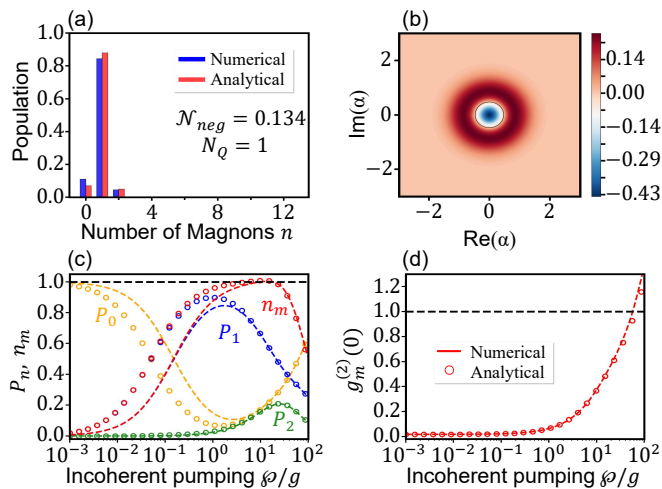 (a)
1.0
0.8
0.6
0.4
0.2
0.0
Population
0
4
8
12
Number of Magnons n
Numerical
Analytical
𝒩neg = 0.134
NQ = 1
(b)
2
0
−2
Im(α)
−2
0
2
Re(α)
0.14
0.00
−0.14
−0.29
−0.43
(c)
1.0
0.8
0.6
0.4
0.2
0.0
Pn, nm
P0
P1
nm
P2
10⁻³
10⁻²
10⁻¹
10⁰
10¹
10²
Incoherent pumping ℘/g
(d)
1.2
1.0
0.8
0.6
0.4
0.2
0.0
gm(2)(0)
Numerical
Analytical
10⁻³
10⁻²
10⁻¹
10⁰
10¹
10²
Incoherent pumping ℘/g